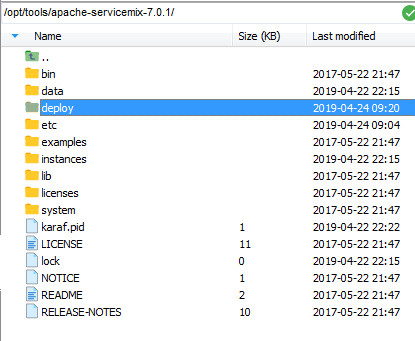 /opt/tools/apache-servicemix-7.0.1/
Name Size (KB) Last modified
..
bin 2017-05-22 21:47
data 2019-04-22 22:15
deploy 2019-04-24 09:20
etc 2019-04-24 09:04
examples 2017-05-22 21:47
instances 2019-04-22 22:15
lib 2017-05-22 21:47
licenses 2017-05-22 21:47
system 2017-05-22 21:47
karaf.pid 1 2019-04-22 22:22
LICENSE 11 2017-05-22 21:47
lock 0 2019-04-22 22:15
NOTICE 1 2017-05-22 21:47
README 2 2017-05-22 21:47
RELEASE-NOTES 10 2017-05-22 21:47